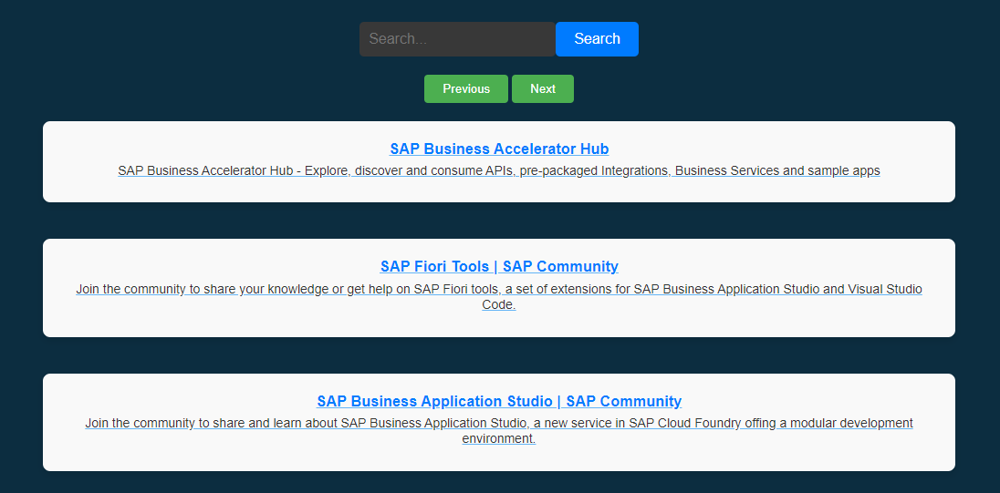 Search...
Search
Previous
Next
SAP Business Accelerator Hub
SAP Business Accelerator Hub - Explore, discover and consume APIs, pre-packaged Integrations, Business Services and sample apps
SAP Fiori Tools | SAP Community
Join the community to share your knowledge or get help on SAP Fiori tools, a set of extensions for SAP Business Application Studio and Visual Studio
Code.
SAP Business Application Studio | SAP Community
Join the community to share and learn about SAP Business Application Studio, a new service in SAP Cloud Foundry offing a modular development
environment.